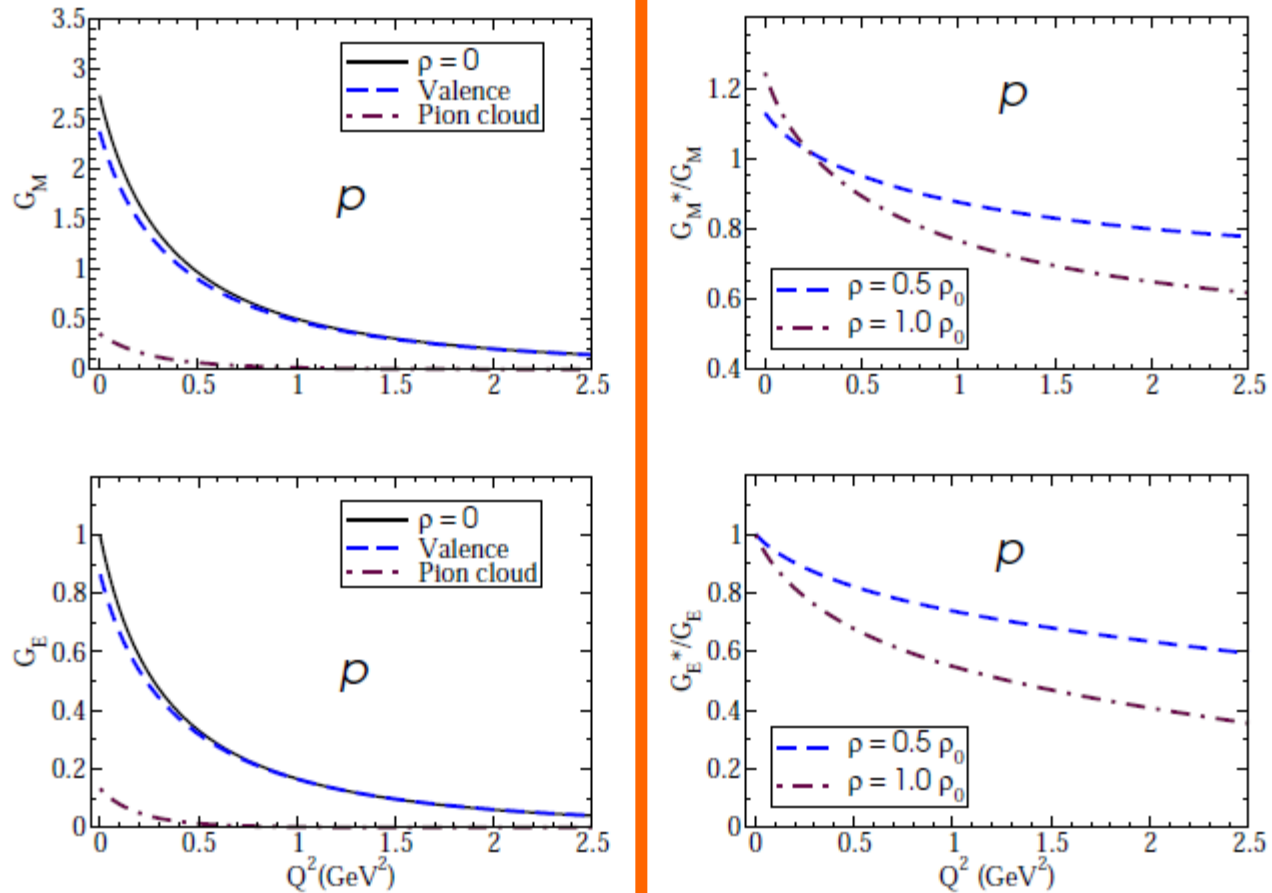 3.5
3
2.5
2
1.5
1
0.5
0
G_M
ρ = 0
Valence
Pion cloud
p
0 0.5 1 1.5 2 2.5
1.2
1
0.8
0.6
0.4
G_M*/G_M
p
ρ = 0.5 ρ_0
ρ = 1.0 ρ_0
0 0.5 1 1.5 2 2.5
1
0.8
0.6
0.4
0.2
0
G_E
ρ = 0
Valence
Pion cloud
p
0 0.5 1 1.5 2 2.5
Q^2(GeV^2)
1
0.8
0.6
0.4
0.2
0
G_E*/G_E
p
ρ = 0.5 ρ_0
ρ = 1.0 ρ_0
0 0.5 1 1.5 2 2.5
Q^2 (GeV^2)